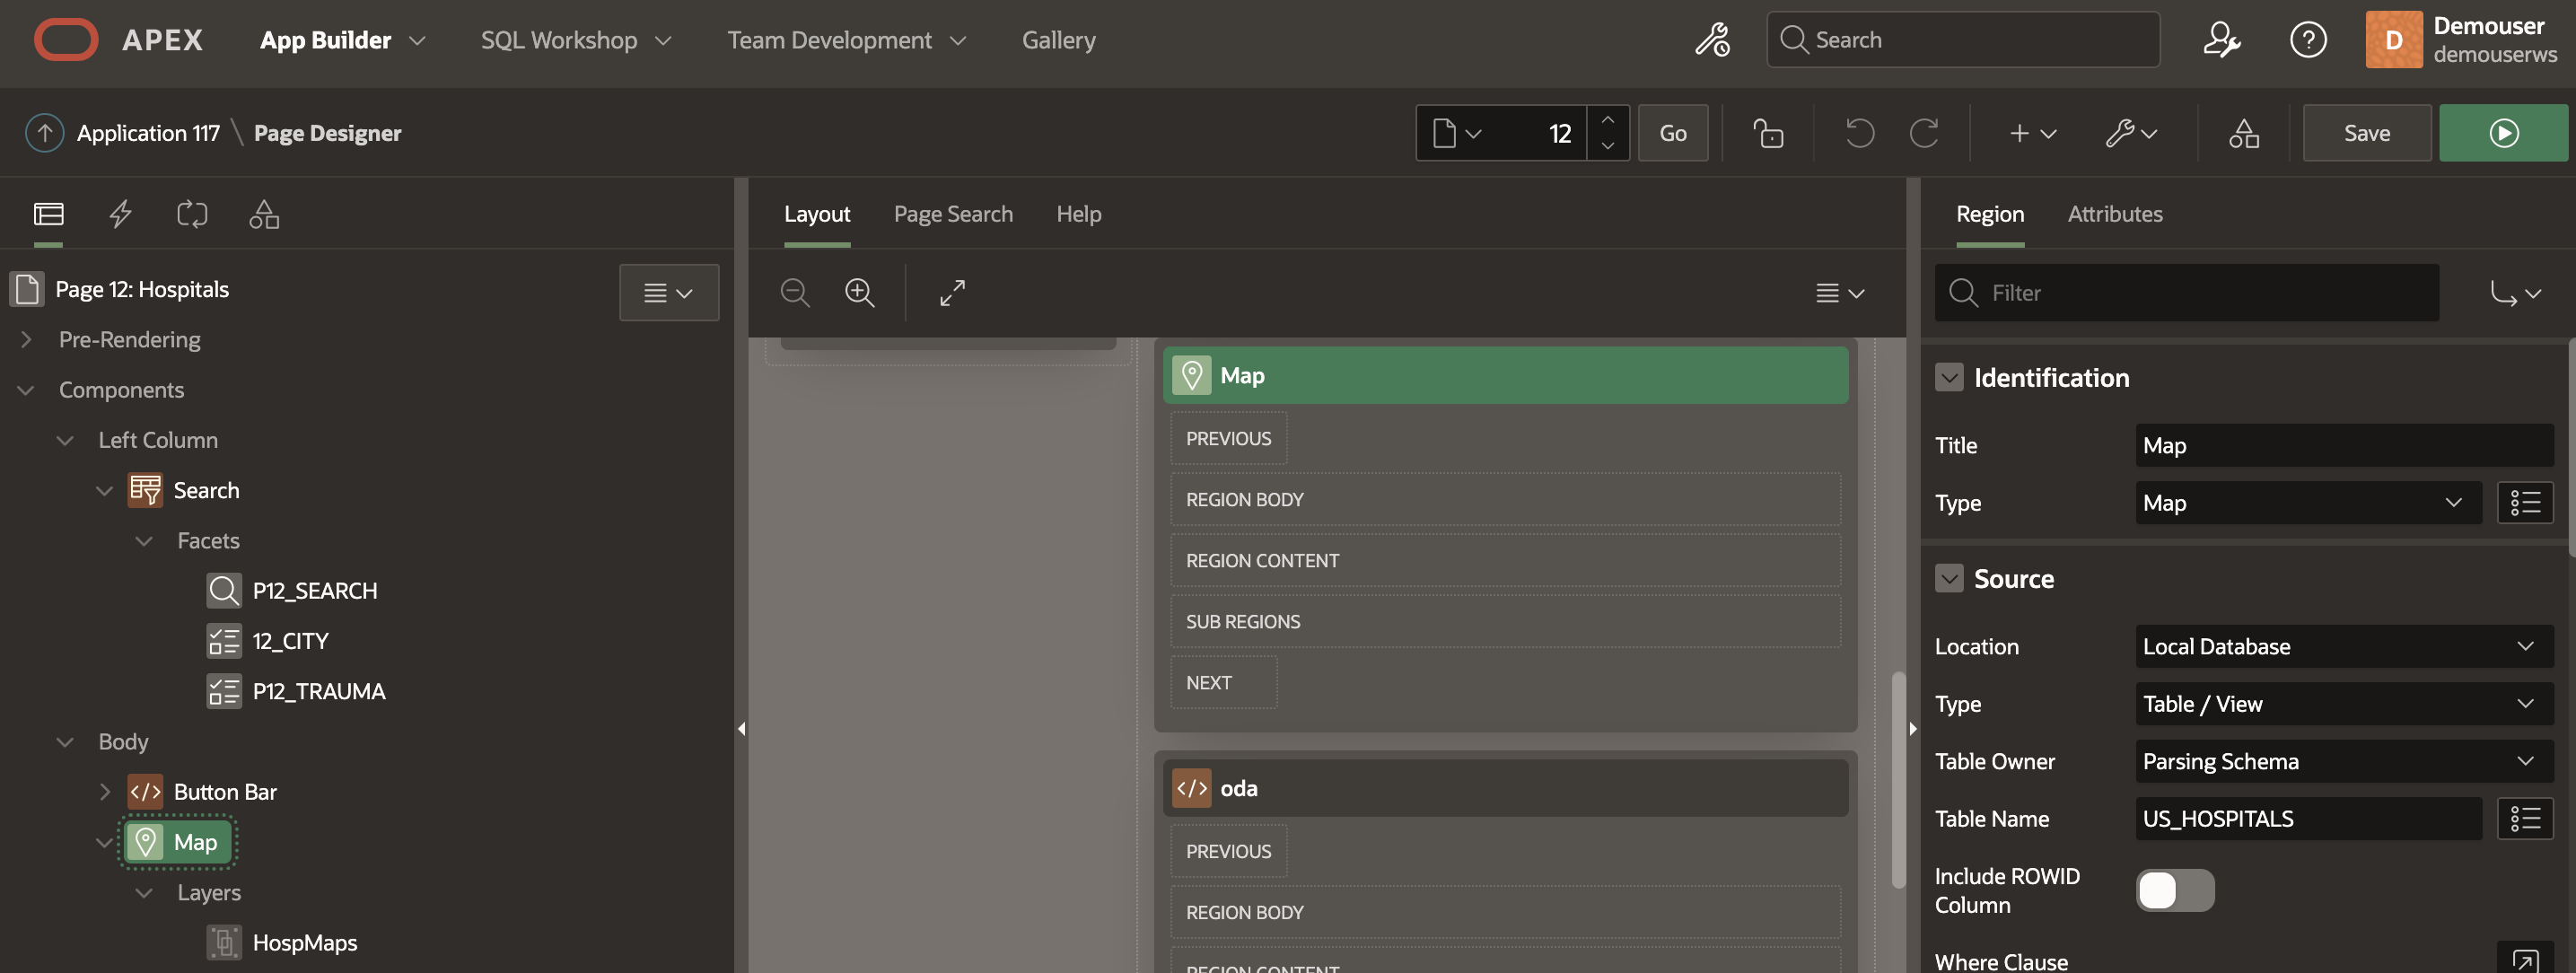 APEX App Builder SQL Workshop Team Development Gallery Search D Demouser
demouserws
Application 117 \ Page Designer 12 Go Save
Layout Page Search Help
Region Attributes
Page 12: Hospitals
Pre-Rendering
Components
Left Column
Search
Facets
P12_SEARCH
12_CITY
P12_TRAUMA
Body
Button Bar
Map
Layers
HospMaps
Map
PREVIOUS
REGION BODY
REGION CONTENT
SUB REGIONS
NEXT
oda
PREVIOUS
REGION BODY
REGION CONTENT
Filter
Identification
Title Map
Type Map
Source
Location Local Database
Type Table / View
Table Owner Parsing Schema
Table Name US_HOSPITALS
Include ROWID
Column
Where Clause